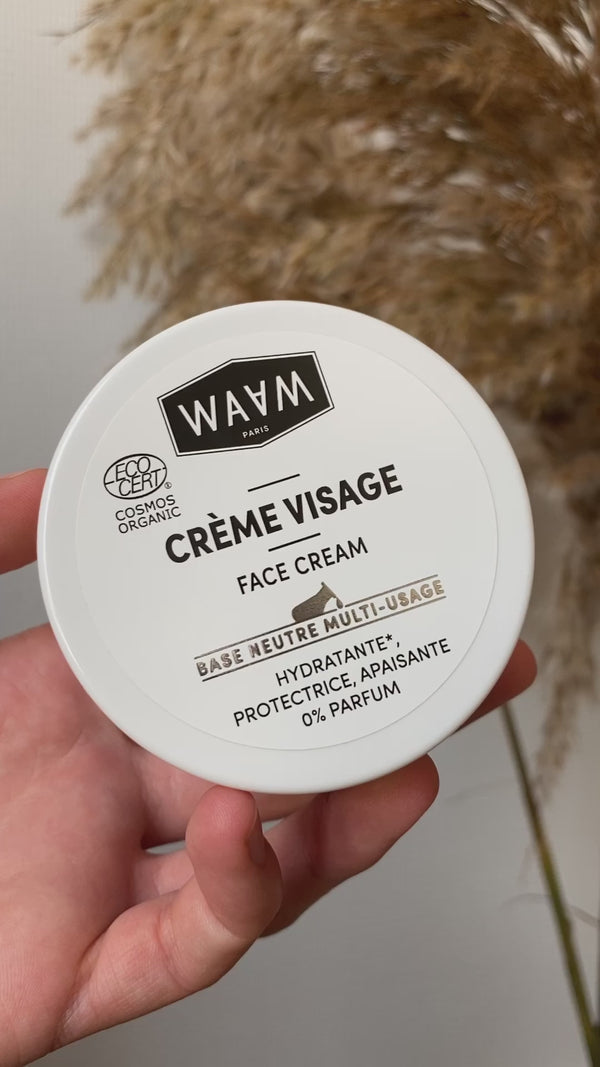 WAAM
PARIS
ECO
CERT®
COSMOS
ORGANIC
CRÈME VISAGE
FACE CREAM
BASE NEUTRE MULTI-USAGE
HYDRATANTE*,
PROTECTRICE, APAISANTE
0% PARFUM